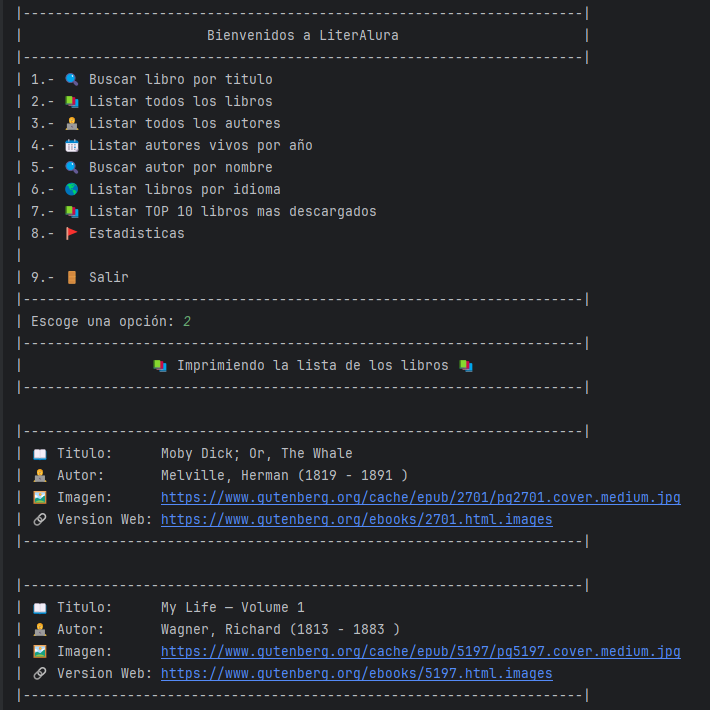 |----------------------------------------------------------------------|
| Bienvenidos a LiterAlura |
|----------------------------------------------------------------------|
| 1.- 🔍 Buscar libro por titulo
| 2.- 📚 Listar todos los libros
| 3.- 👨‍💻 Listar todos los autores
| 4.- 📅 Listar autores vivos por año
| 5.- 🔍 Buscar autor por nombre
| 6.- 🌎 Listar libros por idioma
| 7.- 📚 Listar TOP 10 libros mas descargados
| 8.- 🚩 Estadisticas
|
| 9.- 🚪 Salir
|----------------------------------------------------------------------|
| Escoge una opción: 2
|----------------------------------------------------------------------|
| 📚 Imprimiendo la lista de los libros 📚
|----------------------------------------------------------------------|
|----------------------------------------------------------------------|
| 📖 Titulo: Moby Dick; Or, The Whale
| 👨‍💻 Autor: Melville, Herman (1819 - 1891 )
| 🖼️ Imagen: https://www.gutenberg.org/cache/epub/2701/pg2701.cover.medium.jpg
| 🔗 Version Web: https://www.gutenberg.org/ebooks/2701.html.images
|----------------------------------------------------------------------|
|----------------------------------------------------------------------|
| 📖 Titulo: My Life — Volume 1
| 👨‍💻 Autor: Wagner, Richard (1813 - 1883 )
| 🖼️ Imagen: https://www.gutenberg.org/cache/epub/5197/pg5197.cover.medium.jpg
| 🔗 Version Web: https://www.gutenberg.org/ebooks/5197.html.images
|----------------------------------------------------------------------|